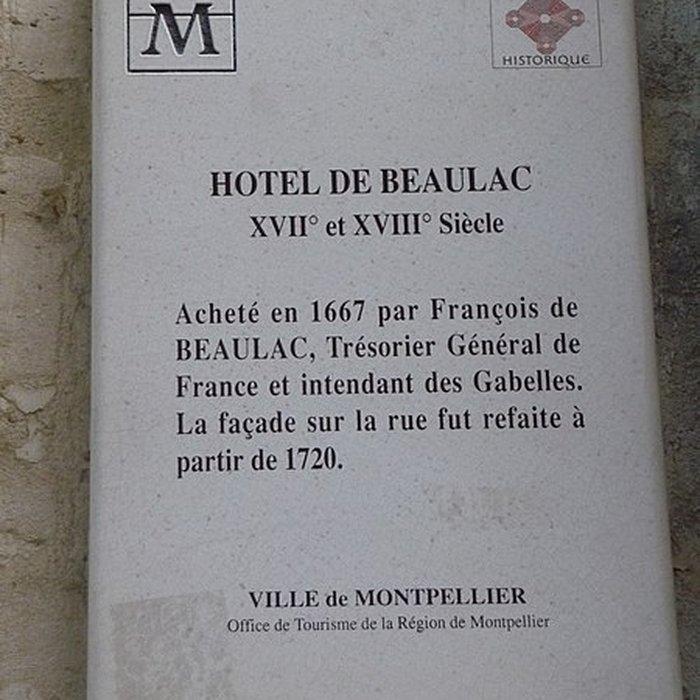 M
HISTORIQUE
HOTEL DE BEAULAC
XVII° et XVIII° Siècle
Acheté en 1667 par François de
BEAULAC, Trésorier Général de
France et intendant des Gabelles.
La façade sur la rue fut refaite à
partir de 1720.
VILLE de MONTPELLIER
Office de Tourisme de la Région de Montpellier